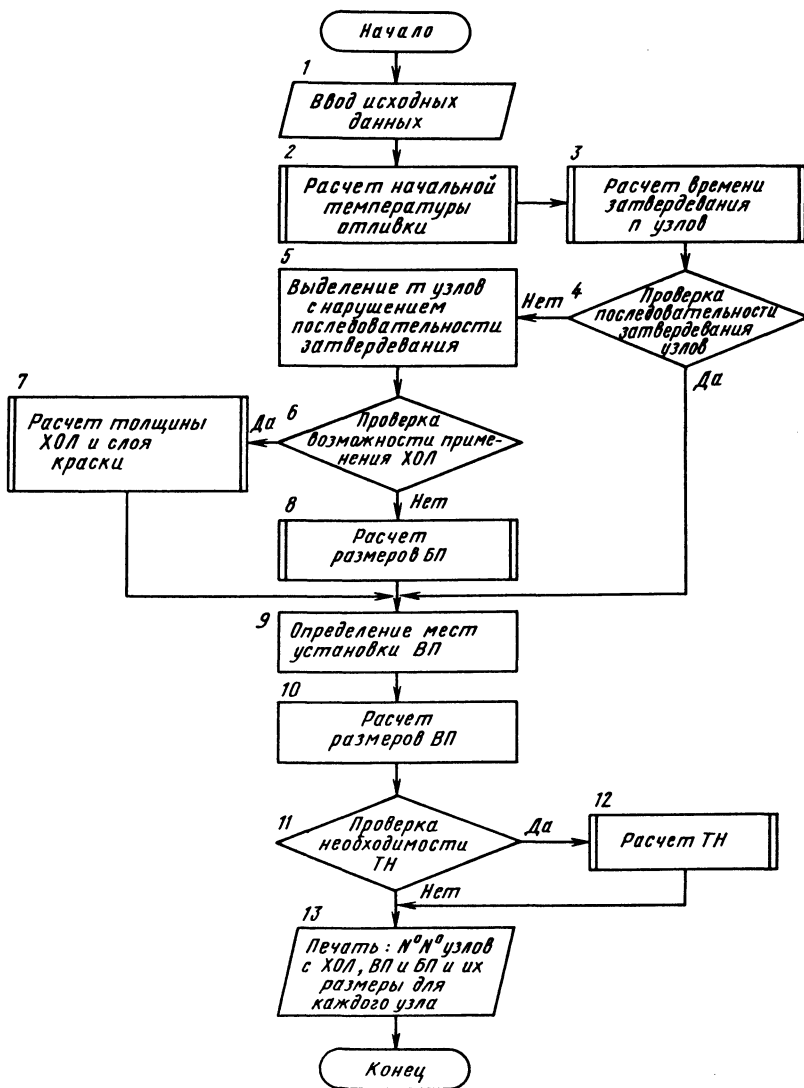 Начало
1
Ввод исходных
данных
2
Расчет начальной
температуры
отливки
3
Расчет времени
затвердевания
n узлов
4
Проверка
последовательности
затвердевания
узлов
Нет
Да
5
Выделение m узлов
с нарушением
последовательности
затвердевания
6
Проверка
возможности приме-
нения ХОЛ
Да
Нет
7
Расчет толщины
ХОЛ и слоя
краски
8
Расчет
размеров БП
9
Определение мест
установки ВП
10
Расчет
размеров ВП
11
Проверка
необходимости
ТН
Да
Нет
12
Расчет ТН
13
Печать: NºNº узлов
с ХОЛ, ВП и БП и их
размеры для
каждого узла
Конец